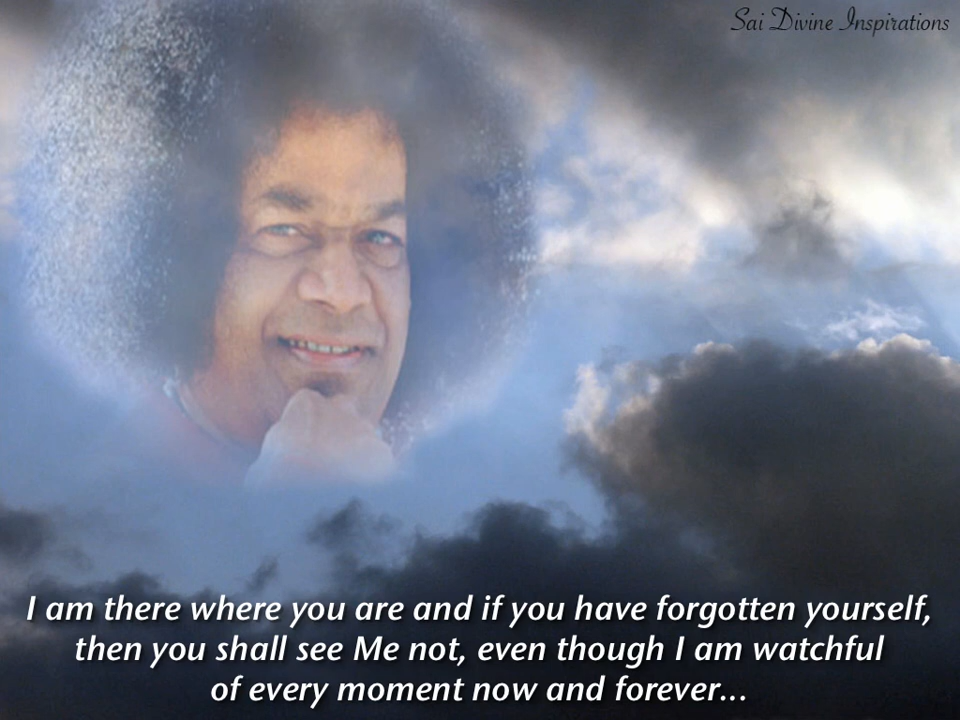 Sai Divine Inspirations
I am there where you are and if you have forgotten yourself,
then you shall see Me not, even though I am watchful
of every moment now and forever...